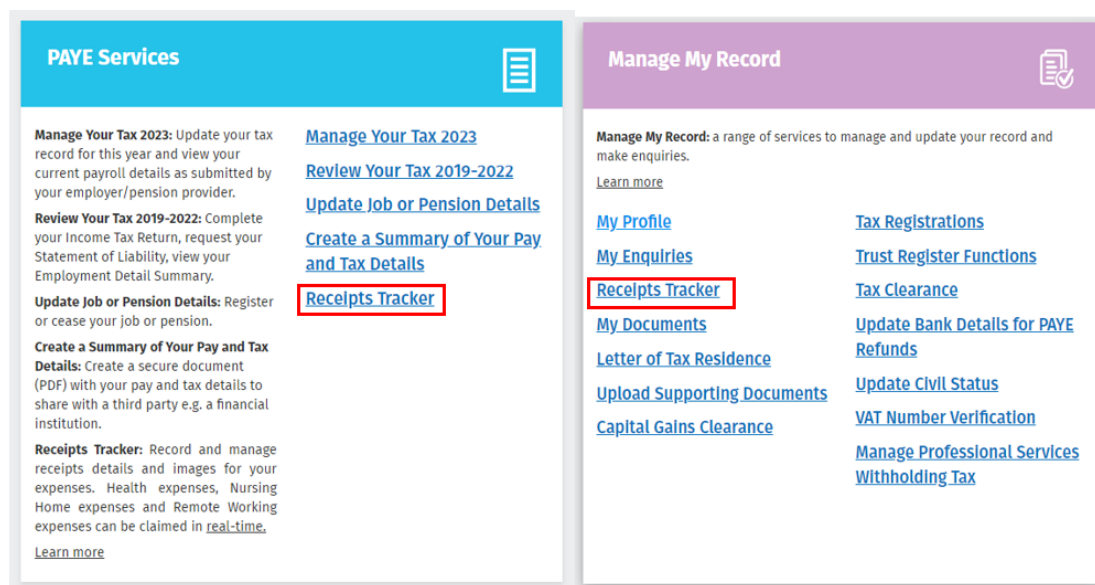 PAYE Services
Manage Your Tax 2023: Update your tax
record for this year and view your
current payroll details as submitted by
your employer/pension provider.
Review Your Tax 2019-2022: Complete
your Income Tax Return, request your
Statement of Liability, view your
Employment Detail Summary.
Update Job or Pension Details: Register
or cease your job or pension.
Create a Summary of Your Pay and Tax
Details: Create a secure document
(PDF) with your pay and tax details to
share with a third party e.g. a financial
institution.
Receipts Tracker: Record and manage
receipts details and images for your
expenses. Health expenses, Nursing
Home expenses and Remote Working
expenses can be claimed in real-time.
Learn more
Manage Your Tax 2023
Review Your Tax 2019-2022
Update Job or Pension Details
Create a Summary of Your Pay
and Tax Details
Receipts Tracker
Manage My Record
Manage My Record: a range of services to manage and update your record and
make enquiries.
Learn more
My Profile
My Enquiries
Receipts Tracker
My Documents
Letter of Tax Residence
Upload Supporting Documents
Capital Gains Clearance
Tax Registrations
Trust Register Functions
Tax Clearance
Update Bank Details for PAYE
Refunds
Update Civil Status
VAT Number Verification
Manage Professional Services
Withholding Tax